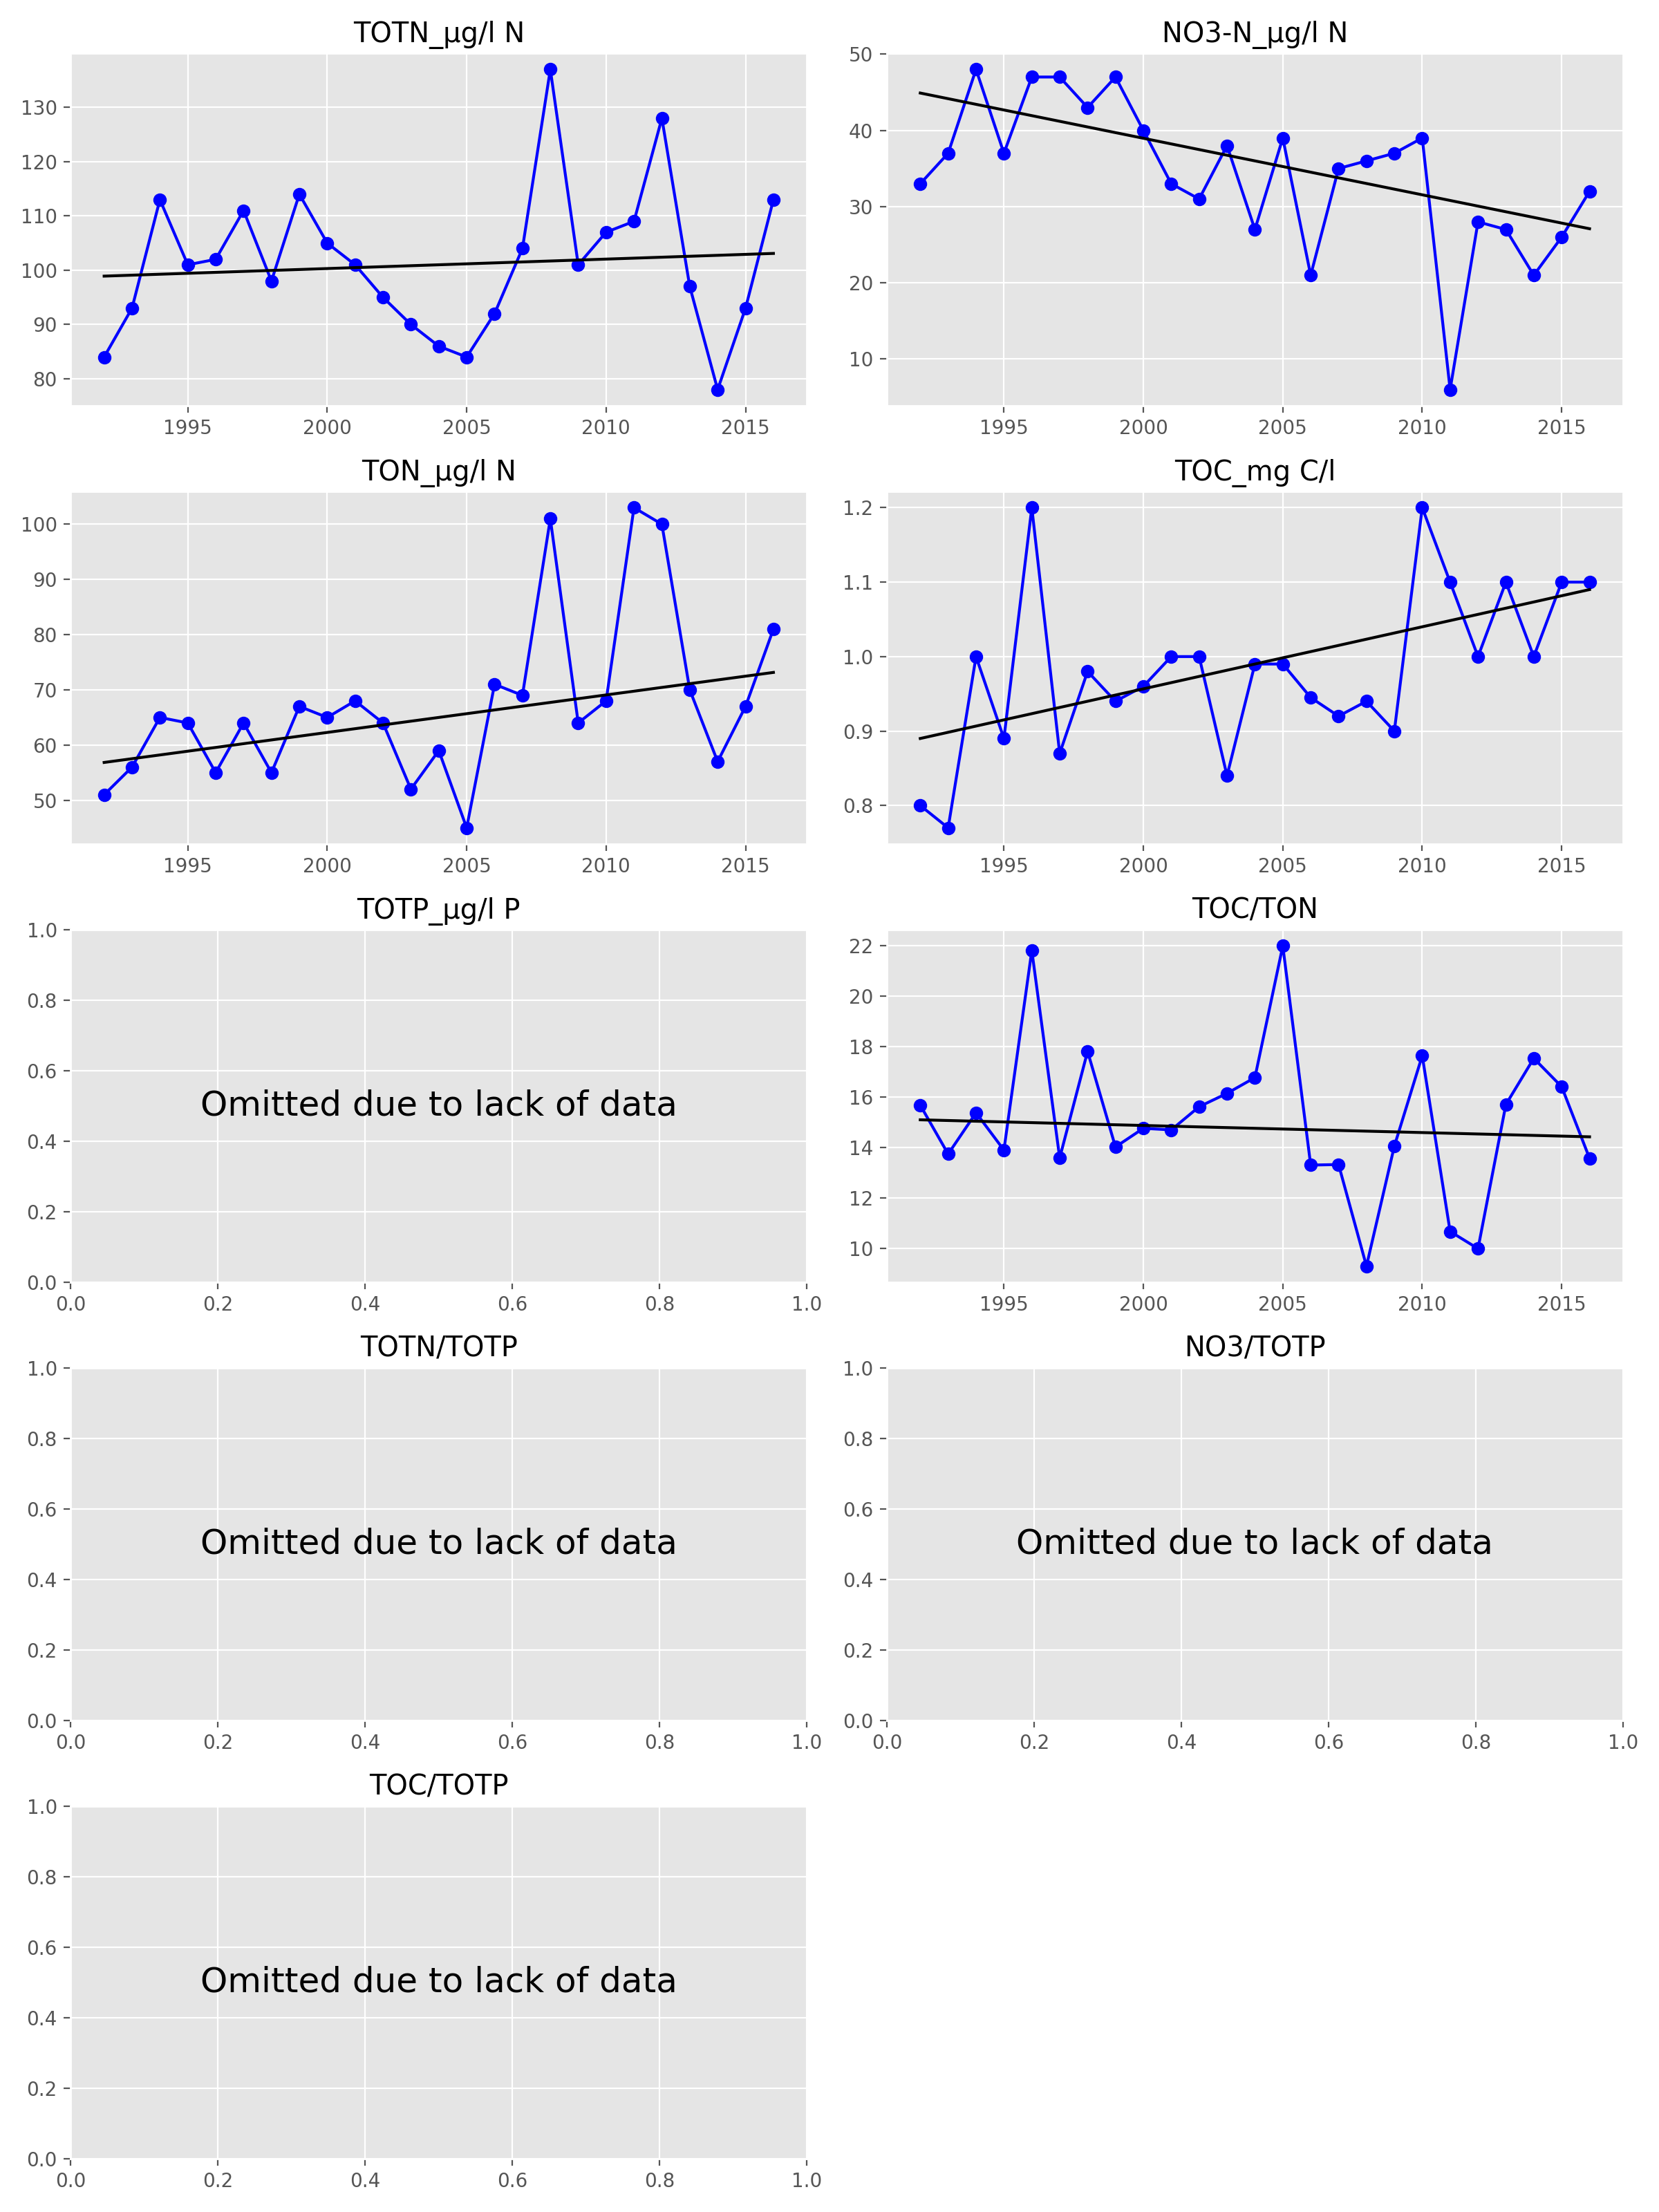 TOTN_µg/l N
130
120
110
100
90
80
1995 2000 2005 2010 2015
NO3-N_µg/l N
50
40
30
20
10
1995 2000 2005 2010 2015
TON_µg/l N
100
90
80
70
60
50
1995 2000 2005 2010 2015
TOC_mg C/l
1.2
1.1
1.0
0.9
0.8
1995 2000 2005 2010 2015
TOTP_µg/l P
1.0
0.8
0.6
Omitted due to lack of data
0.4
0.2
0.0
0.0 0.2 0.4 0.6 0.8 1.0
TOC/TON
22
20
18
16
14
12
10
1995 2000 2005 2010 2015
TOTN/TOTP
1.0
0.8
0.6
Omitted due to lack of data
0.4
0.2
0.0
0.0 0.2 0.4 0.6 0.8 1.0
NO3/TOTP
1.0
0.8
0.6
Omitted due to lack of data
0.4
0.2
0.0
0.0 0.2 0.4 0.6 0.8 1.0
TOC/TOTP
1.0
0.8
0.6
Omitted due to lack of data
0.4
0.2
0.0
0.0 0.2 0.4 0.6 0.8 1.0